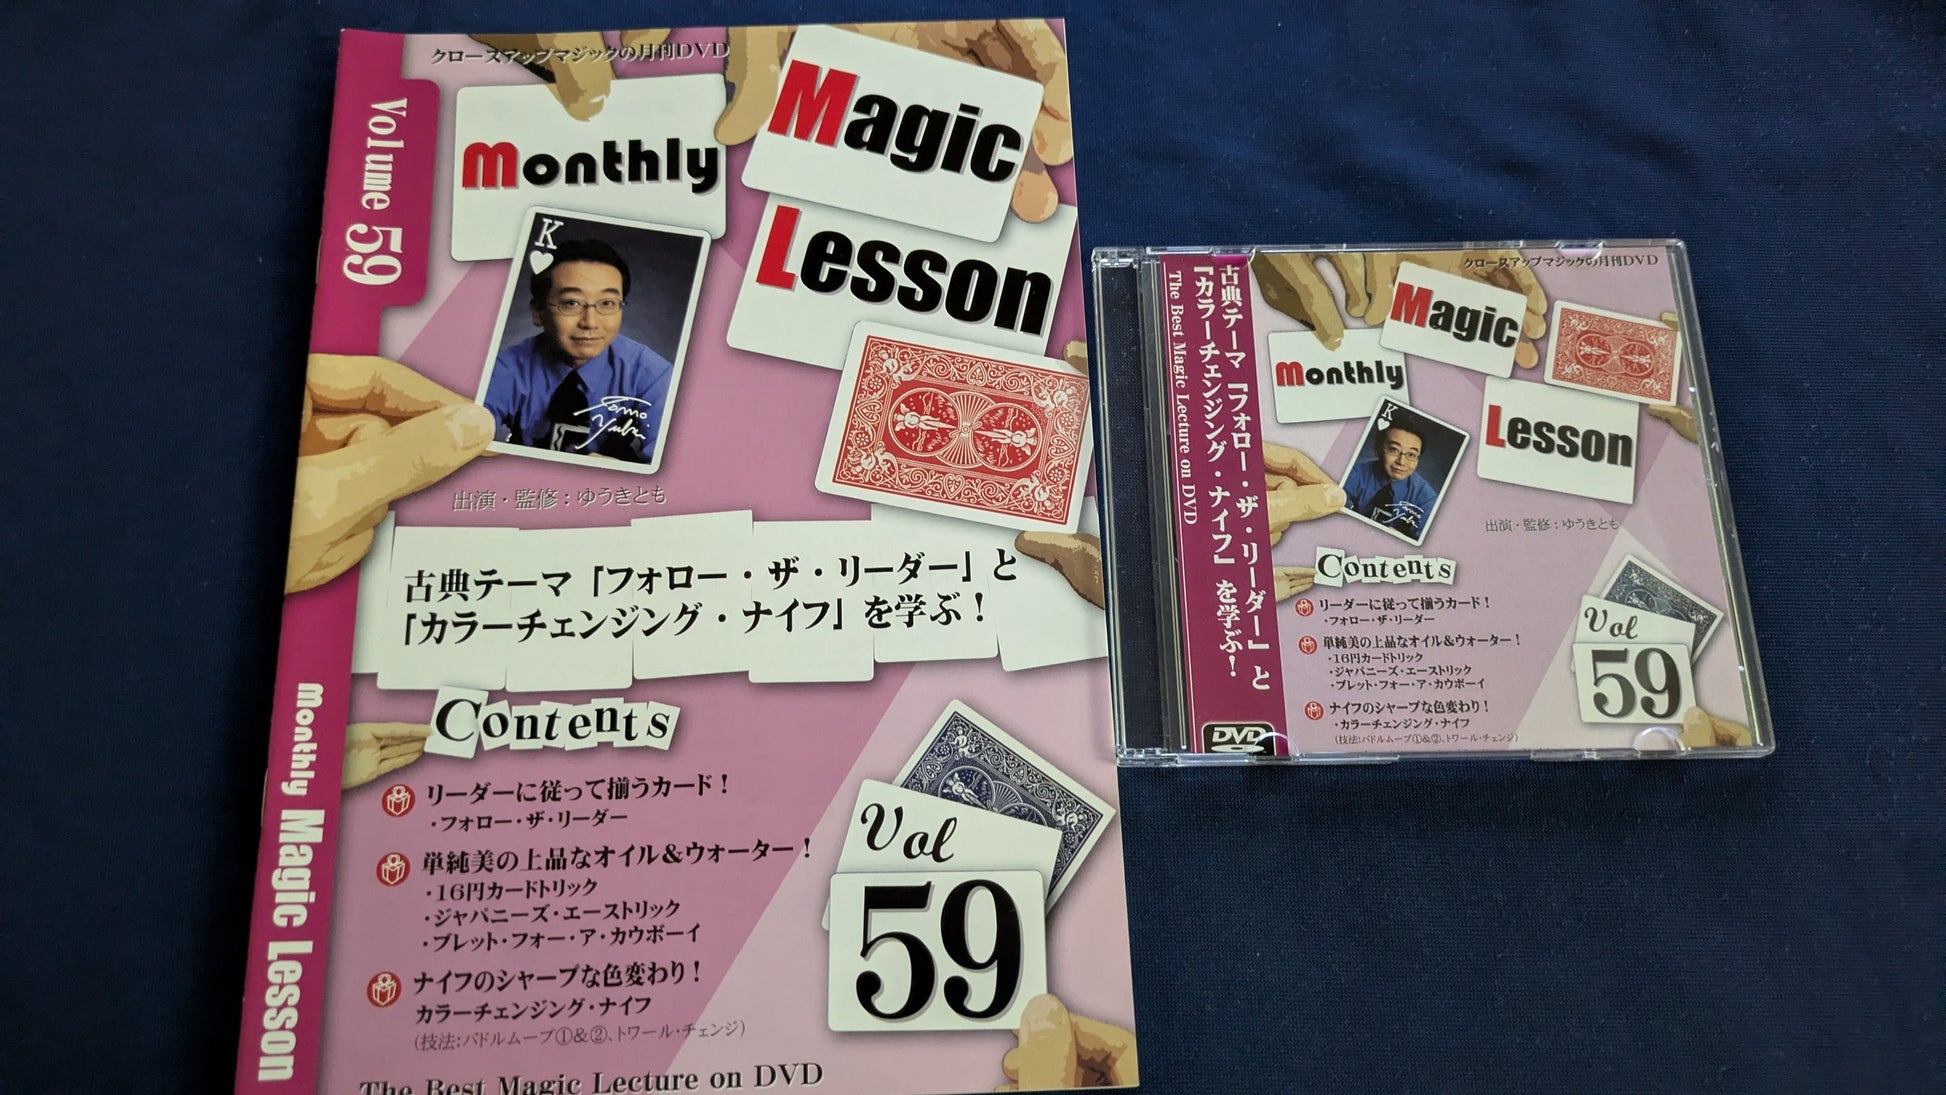 クロースアップマジックの月刊DVD
Volume 59
Monthly
Magic
Lesson
K
Tomo
Yuki
出演・監修：ゆうきとも
古典テーマ「フォロー・ザ・リーダー」と
「カラーチェンジング・ナイフ」を学ぶ！
Contents
リーダーに従って揃うカード！
・フォロー・ザ・リーダー
単純美の上品なオイル＆ウォーター！
・16円カードトリック
・ジャパニーズ・エーストリック
・ブレット・フォー・ア・カウボーイ
ナイフのシャープな色変わり！
カラーチェンジング・ナイフ
（技法：パドルムーブ①＆②、トワール・チェンジ）
Vol
59
The Best Magic Lecture on DVD
Monthly Magic Lesson
古典テーマ「フォロー・ザ・リーダー」と
「カラーチェンジング・ナイフ」を学ぶ！
The Best Magic Lecture on DVD
DVD
クロースアップマジックの月刊DVD
Monthly
Magic
Lesson
K
Tomo
Yuki
出演・監修：ゆうきとも
Contents
リーダーに従って揃うカード！
・フォロー・ザ・リーダー
単純美の上品なオイル＆ウォーター！
・16円カードトリック
・ジャパニーズ・エーストリック
・ブレット・フォー・ア・カウボーイ
ナイフのシャープな色変わり！
・カラーチェンジング・ナイフ
（技法：パドルムーブ①＆②、トワール・チェンジ）
Vol
59